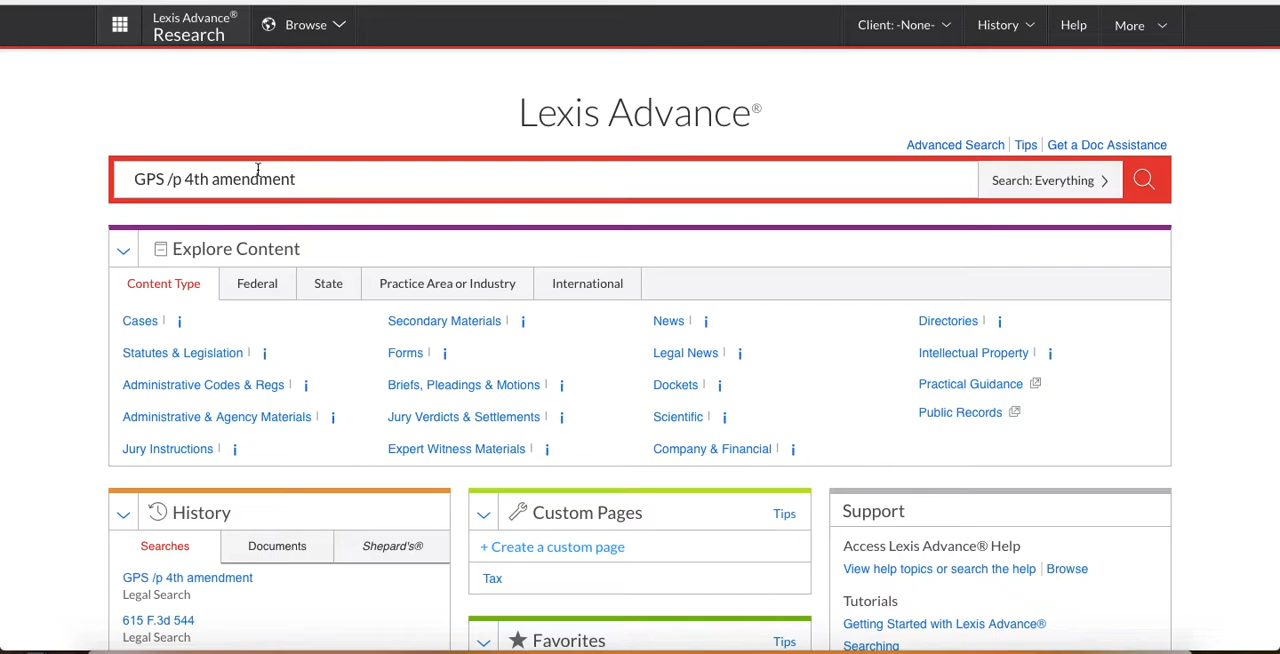 Lexis Advance®
Research
Browse
Client: -None-
History
Help
More
Lexis Advance®
Advanced Search
Tips
Get a Doc Assistance
GPS /p 4th amendment
Search: Everything
Explore Content
Content Type
Federal
State
Practice Area or Industry
International
Cases
Secondary Materials
News
Directories
Statutes & Legislation
Forms
Legal News
Intellectual Property
Administrative Codes & Regs
Briefs, Pleadings & Motions
Dockets
Practical Guidance
Administrative & Agency Materials
Jury Verdicts & Settlements
Scientific
Public Records
Jury Instructions
Expert Witness Materials
Company & Financial
History
Searches
Documents
Shepard's®
GPS /p 4th amendment
Legal Search
615 F.3d 544
Legal Search
Custom Pages
Tips
+ Create a custom page
Tax
Favorites
Tips
Support
Access Lexis Advance® Help
View help topics or search the help
Browse
Tutorials
Getting Started with Lexis Advance®
Searching